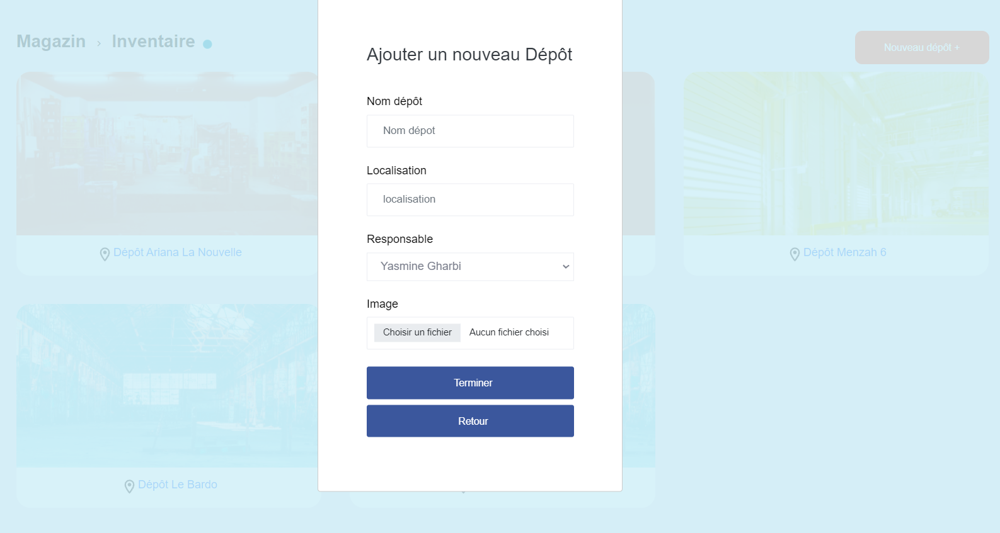 Magazin › Inventaire
Nouveau dépôt +
Dépôt Ariana La Nouvelle
Dépôt Menzah 6
Dépôt Le Bardo
Ajouter un nouveau Dépôt
Nom dépôt
Nom dépot
Localisation
localisation
Responsable
Yasmine Gharbi
Image
Choisir un fichier Aucun fichier choisi
Terminer
Retour